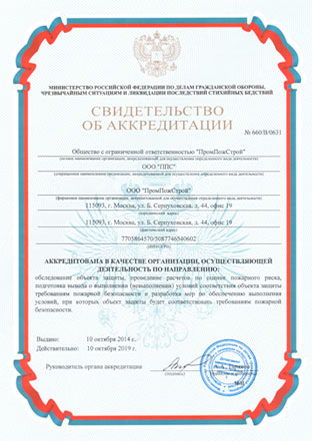 МИНИСТЕРСТВО РОССИЙСКОЙ ФЕДЕРАЦИИ ПО ДЕЛАМ ГРАЖДАНСКОЙ ОБОРОНЫ,
ЧРЕЗВЫЧАЙНЫМ СИТУАЦИЯМ И ЛИКВИДАЦИИ ПОСЛЕДСТВИЙ СТИХИЙНЫХ БЕДСТВИЙ
СВИДЕТЕЛЬСТВО
ОБ АККРЕДИТАЦИИ
№ 660/В/0631
Общество с ограниченной ответственностью "ПромПожСтрой"
(полное наименование организации, аккредитованной для осуществления определенного вида деятельности)
ООО "ППС"
(сокращенное наименование организации, аккредитованной для осуществления определенного вида деятельности)
ООО "ПромПожСтрой"
(фирменное наименование организации, аккредитованной для осуществления определенного вида деятельности)
115093, г. Москва, ул. Б. Серпуховская, д. 44, офис 19
(юридический адрес)
115093, г. Москва, ул. Б. Серпуховская, д. 44, офис 19
(фактический адрес)
7705864570/5087746540602
(ИНН/ОГРН)
АККРЕДИТОВАНА В КАЧЕСТВЕ ОРГАНИЗАЦИИ, ОСУЩЕСТВЛЯЮЩЕЙ
ДЕЯТЕЛЬНОСТЬ ПО НАПРАВЛЕНИЮ:
обследование объекта защиты, проведение расчетов по оценке пожарного риска,
подготовка вывода о выполнении (невыполнении) условий соответствия объекта защиты
требованиям пожарной безопасности и разработка мер по обеспечению выполнения
условий, при которых объект защиты будет соответствовать требованиям пожарной
безопасности.
Выдано: 10 октября 2014 г.
Действительно до: 10 октября 2019 г.
Руководитель органа аккредитации
(подпись)
М.П.